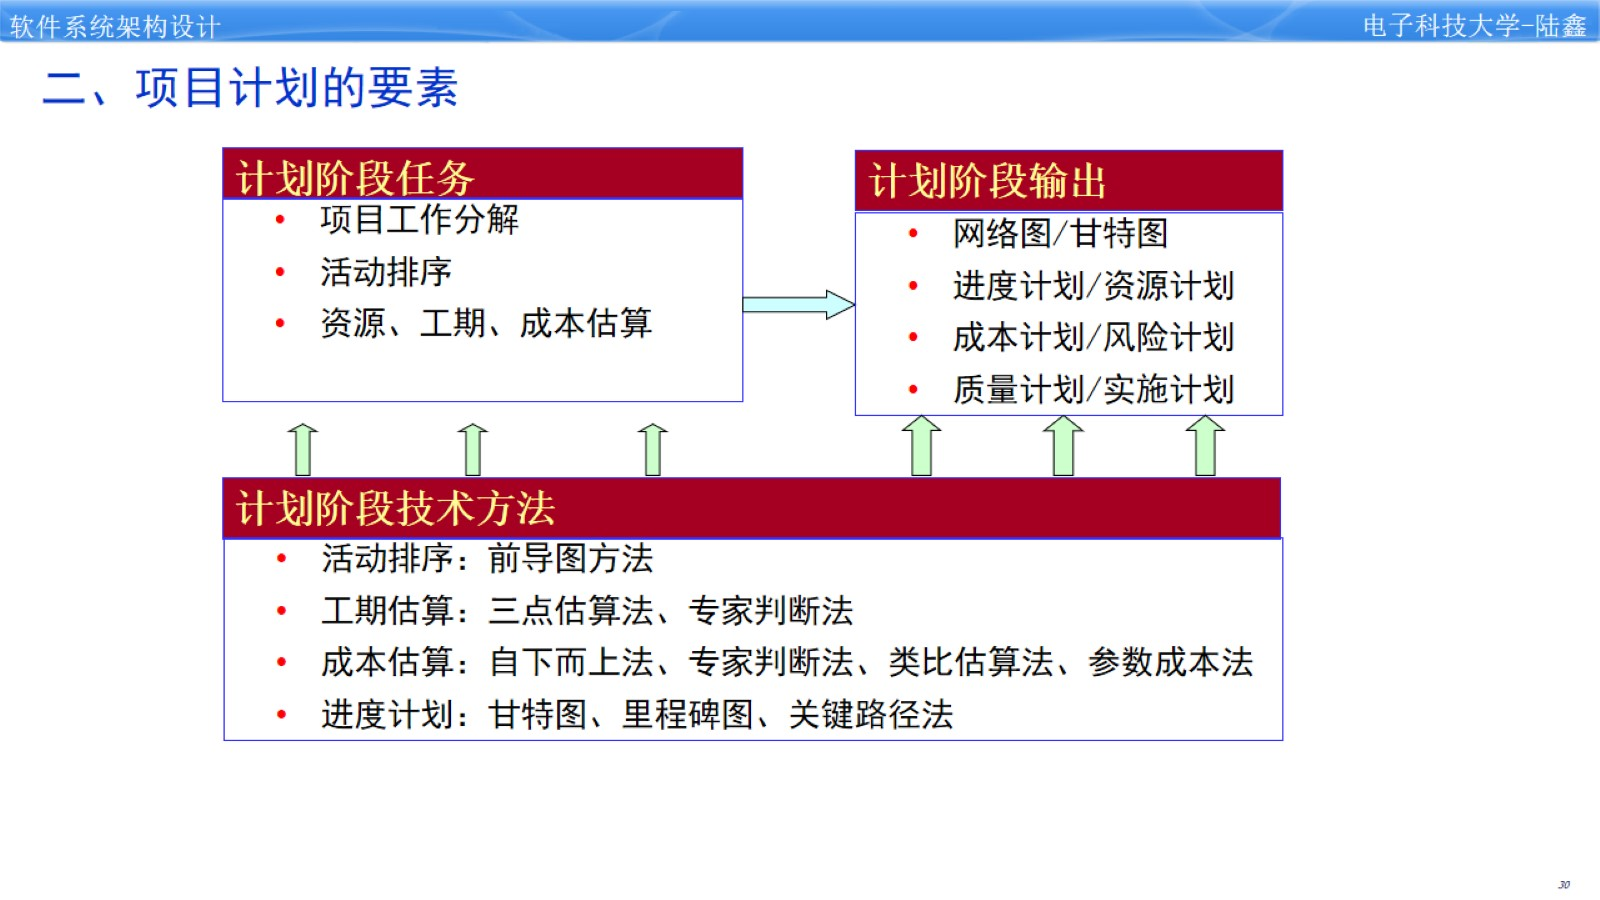 软件系统架构设计
电子科技大学-陆鑫
二、项目计划的要素
计划阶段任务
• 项目工作分解
• 活动排序
• 资源、工期、成本估算
计划阶段输出
• 网络图/甘特图
• 进度计划/资源计划
• 成本计划/风险计划
• 质量计划/实施计划
计划阶段技术方法
• 活动排序：前导图方法
• 工期估算：三点估算法、专家判断法
• 成本估算：自下而上法、专家判断法、类比估算法、参数成本法
• 进度计划：甘特图、里程碑图、关键路径法
30